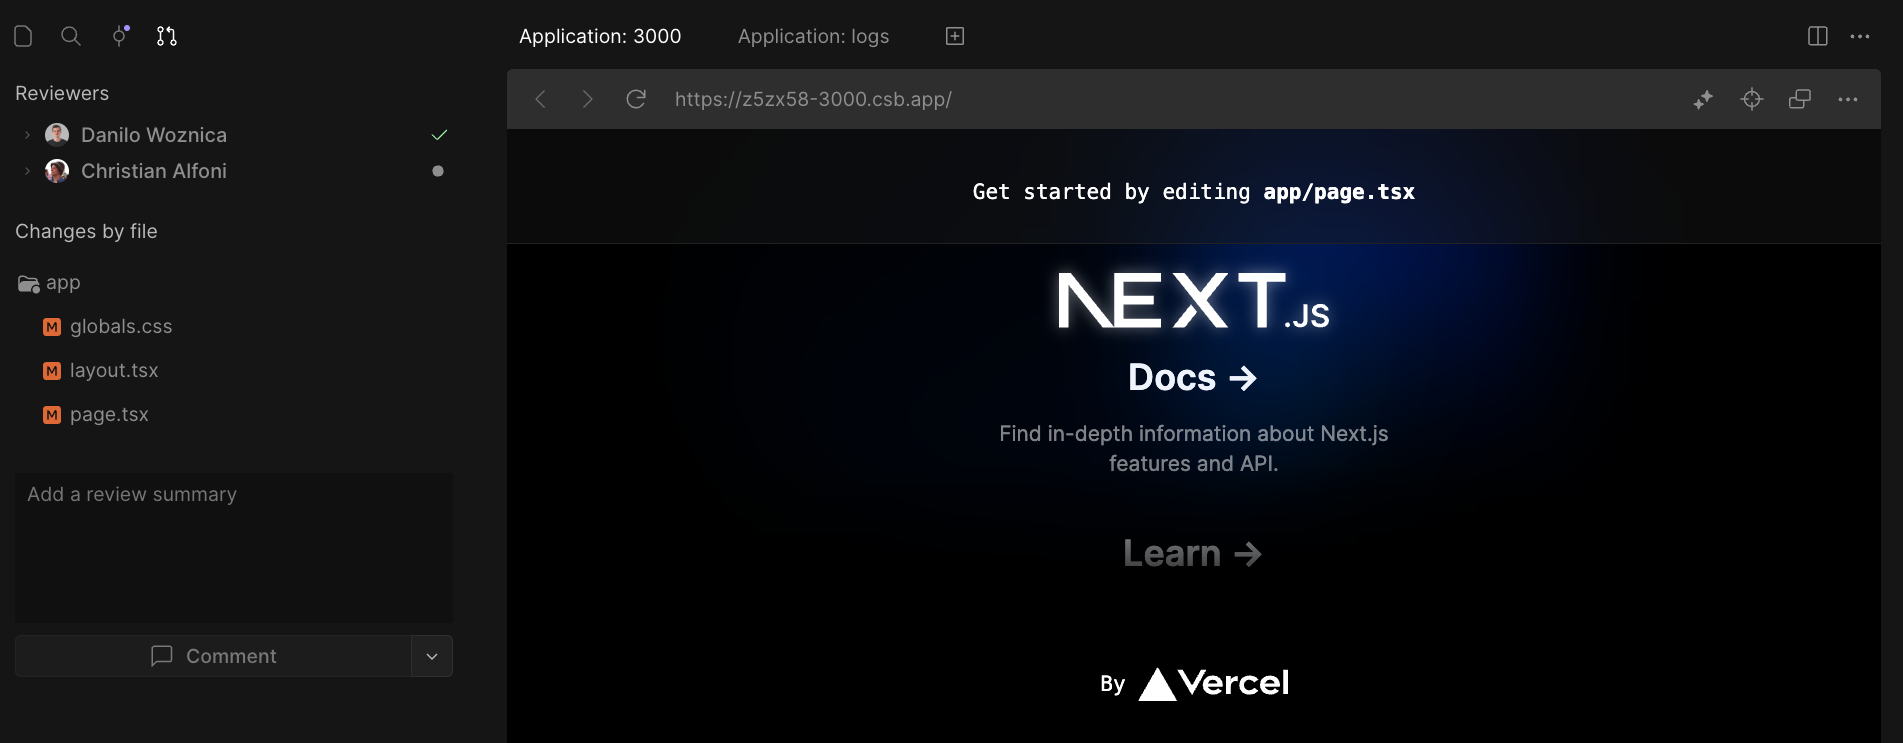 Application: 3000
Application: logs
Reviewers
Danilo Woznica
Christian Alfoni
Changes by file
app
M globals.css
M layout.tsx
M page.tsx
Add a review summary
Comment
https://z5zx58-3000.csb.app/
Get started by editing app/page.tsx
NEXT.JS
Docs →
Find in-depth information about Next.js
features and API.
Learn →
By Vercel